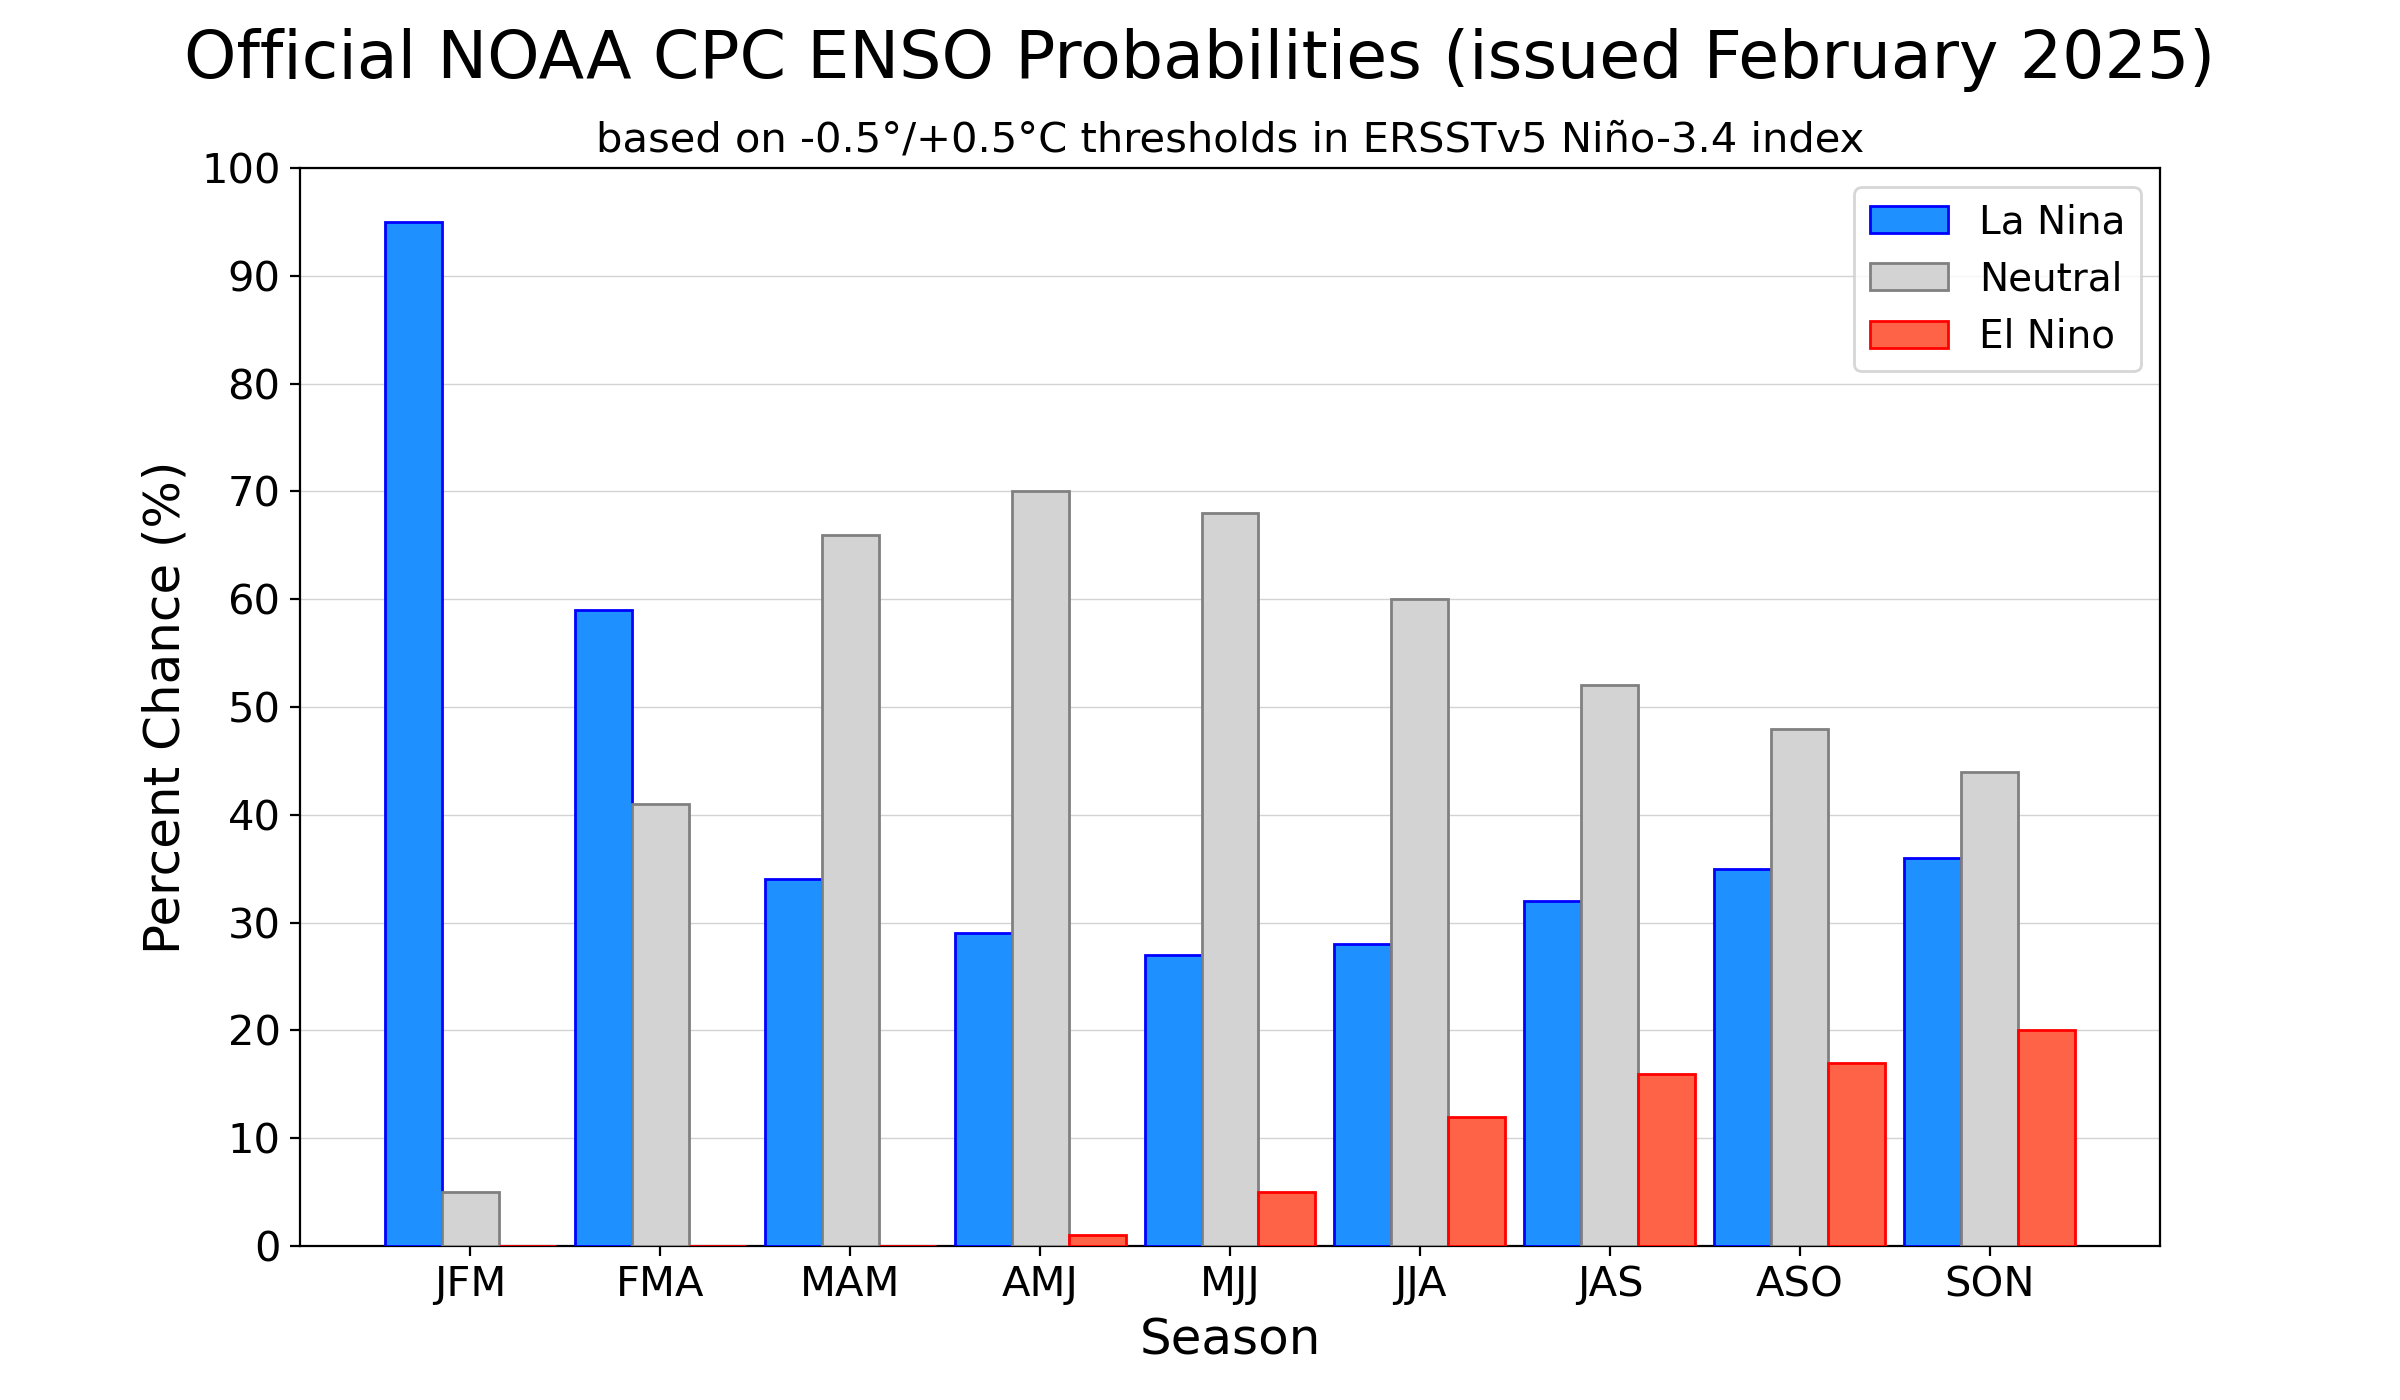 Official NOAA CPC ENSO Probabilities (issued February 2025)
based on -0.5°/+0.5°C thresholds in ERSSTv5 Niño-3.4 index
La Nina
Neutral
El Nino
Percent Chance (%)
100
90
80
70
60
50
40
30
20
10
0
JFM FMA MAM AMJ MJJ JJA JAS ASO SON
Season